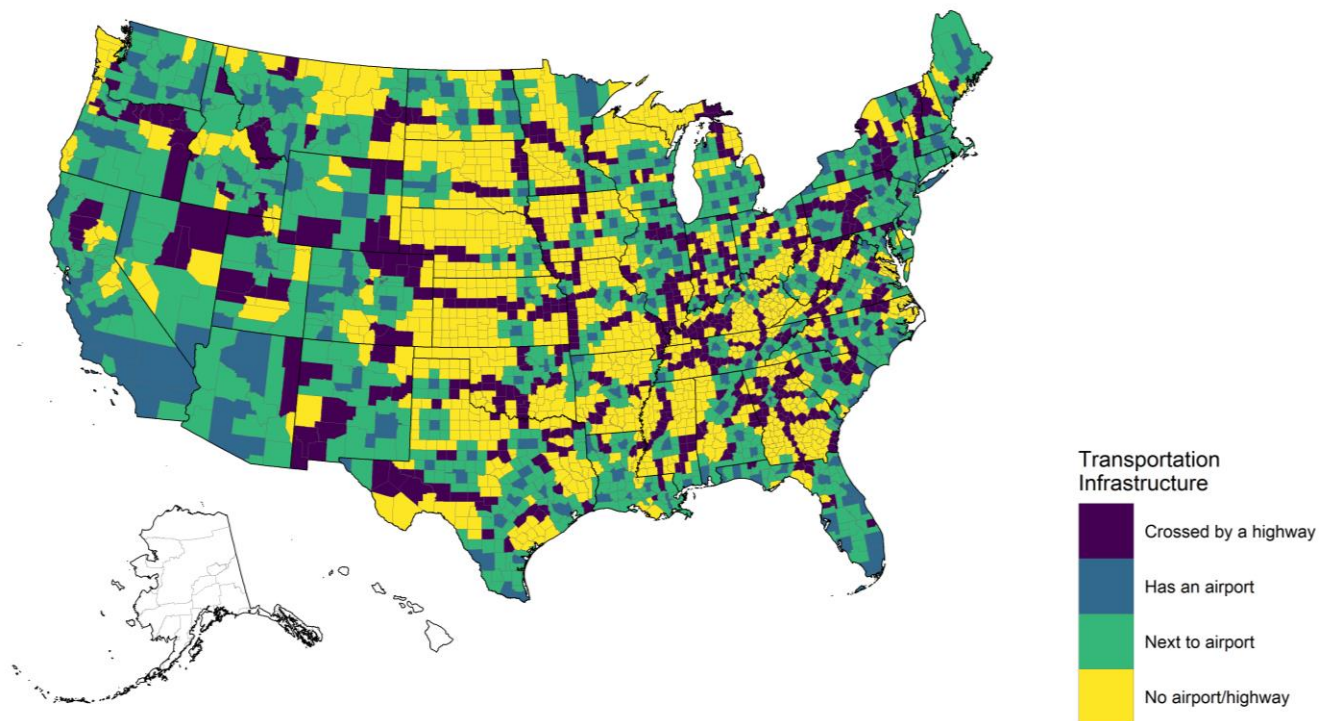 Transportation
Infrastructure
Crossed by a highway
Has an airport
Next to airport
No airport/highway